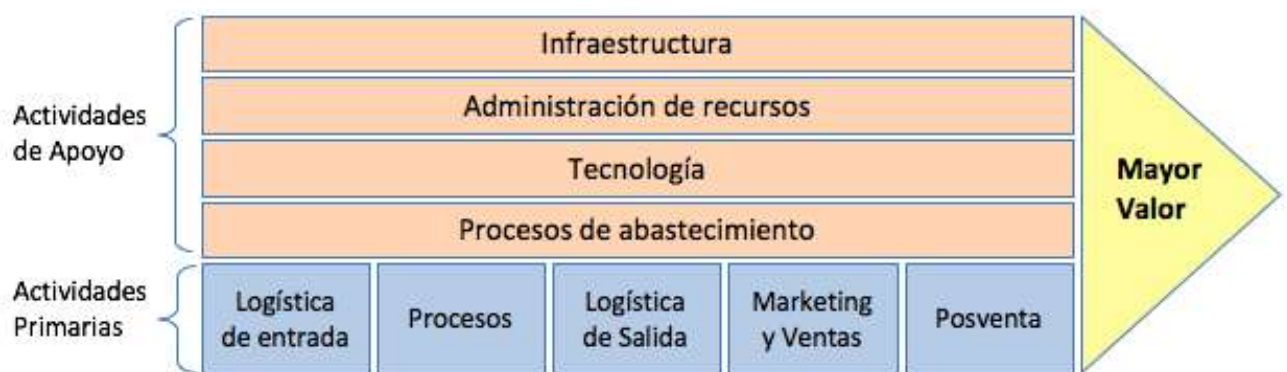 Infraestructura
Administración de recursos
Tecnología
Procesos de abastecimiento
Actividades
de Apoyo
Mayor
Valor
Actividades
Primarias
Logística
de entrada
Procesos
Logística
de Salida
Marketing
y Ventas
Posventa